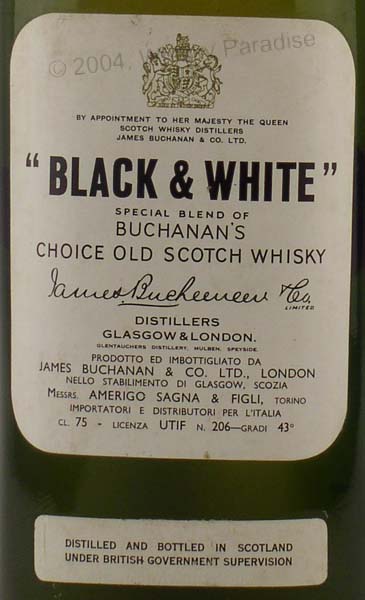 © 2004, Whisky Paradise
BY APPOINTMENT TO HER MAJESTY THE QUEEN
SCOTCH WHISKY DISTILLERS
JAMES BUCHANAN & CO. LTD.
"BLACK & WHITE"
SPECIAL BLEND OF
BUCHANAN'S
CHOICE OLD SCOTCH WHISKY
James Buchanan & Co.
LIMITED
DISTILLERS
GLASGOW & LONDON.
GLENTAUCHERS DISTILLERY, MULBEN, SPEYSIDE.
PRODOTTO ED IMBOTTIGLIATO DA
JAMES BUCHANAN & CO. LTD., LONDON
NELLO STABILIMENTO DI GLASGOW, SCOZIA
MESSRS. AMERIGO SAGNA & FIGLI, TORINO
IMPORTATORI E DISTRIBUTORI PER L'ITALIA
CL. 75 - LICENZA UTIF N. 206—GRADI 43º
DISTILLED AND BOTTLED IN SCOTLAND
UNDER BRITISH GOVERNMENT SUPERVISION